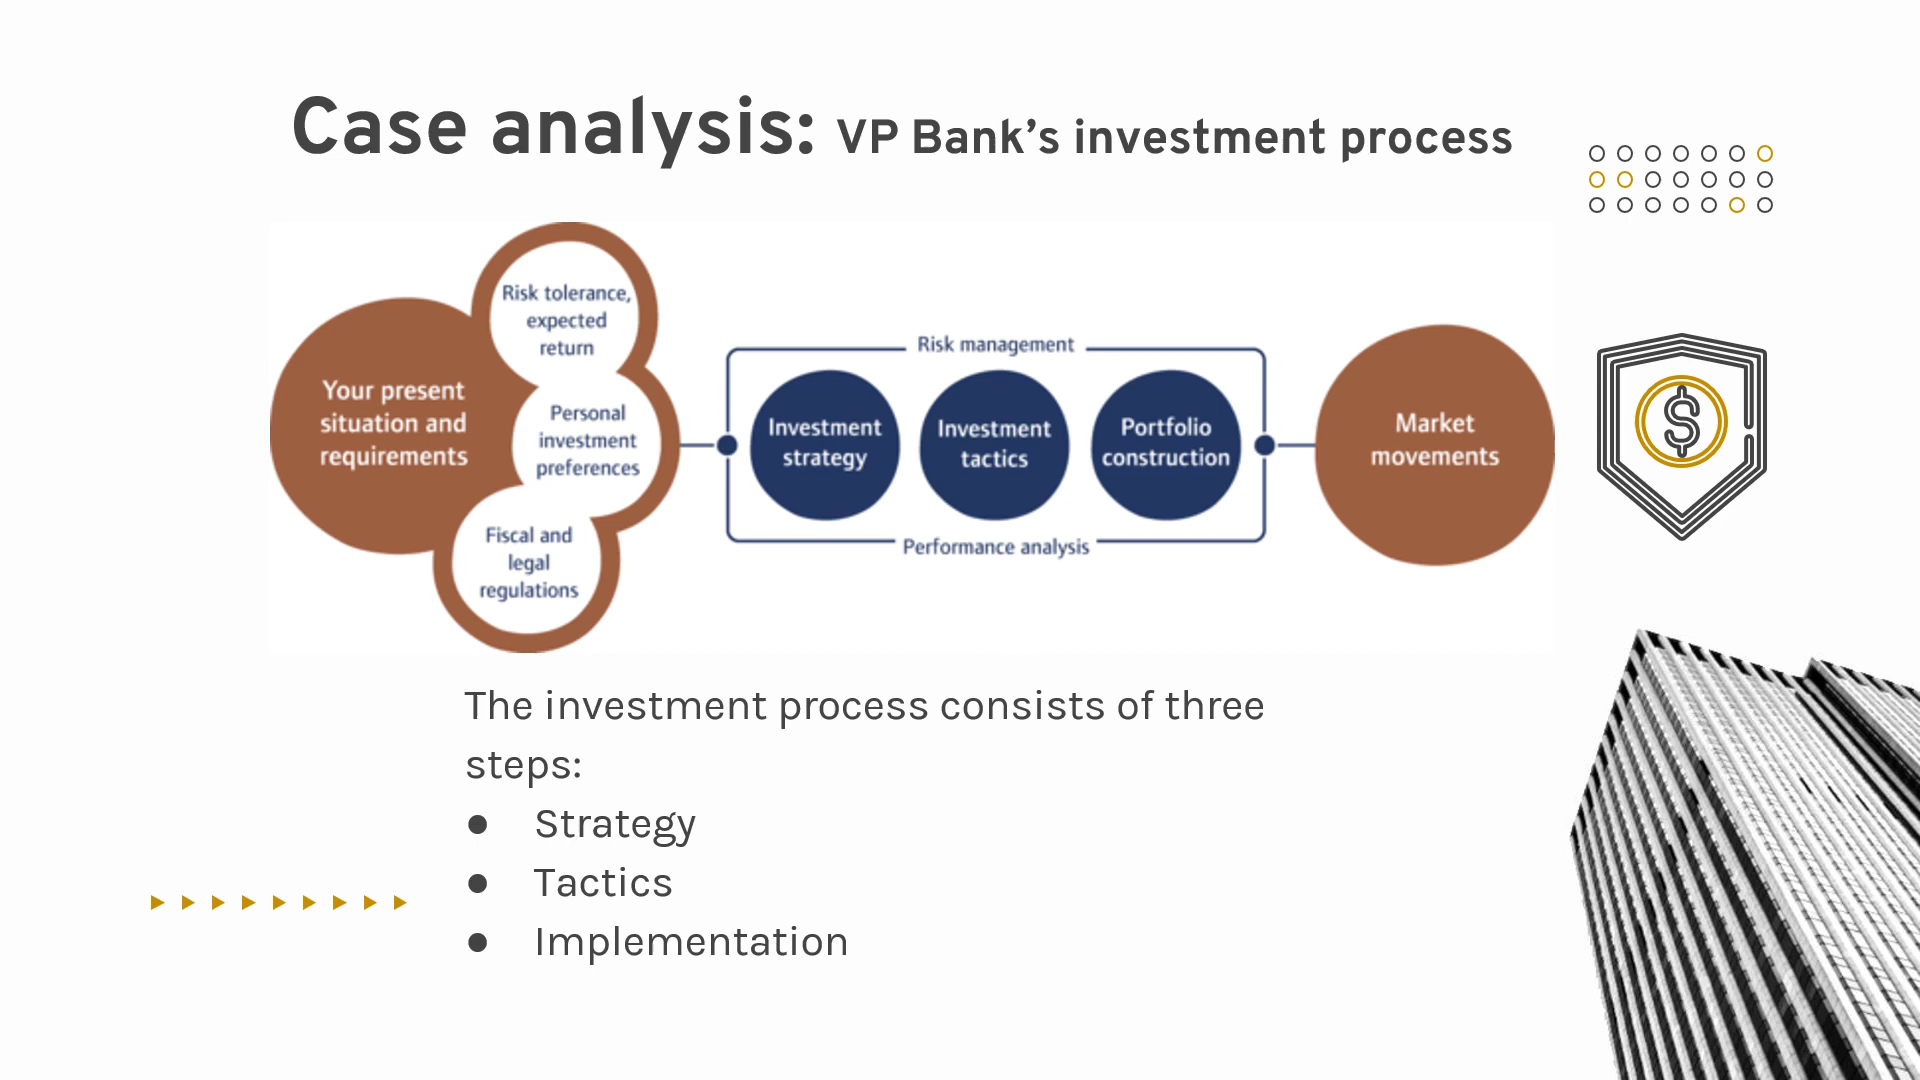 Case analysis: VP Bank’s investment process
Risk tolerance,
expected
return
Your present
situation and
requirements
Personal
investment
preferences
Fiscal and
legal
regulations
Risk management
Investment
strategy
Investment
tactics
Portfolio
construction
Performance analysis
Market
movements
$
The investment process consists of three
steps:
● Strategy
● Tactics
● Implementation